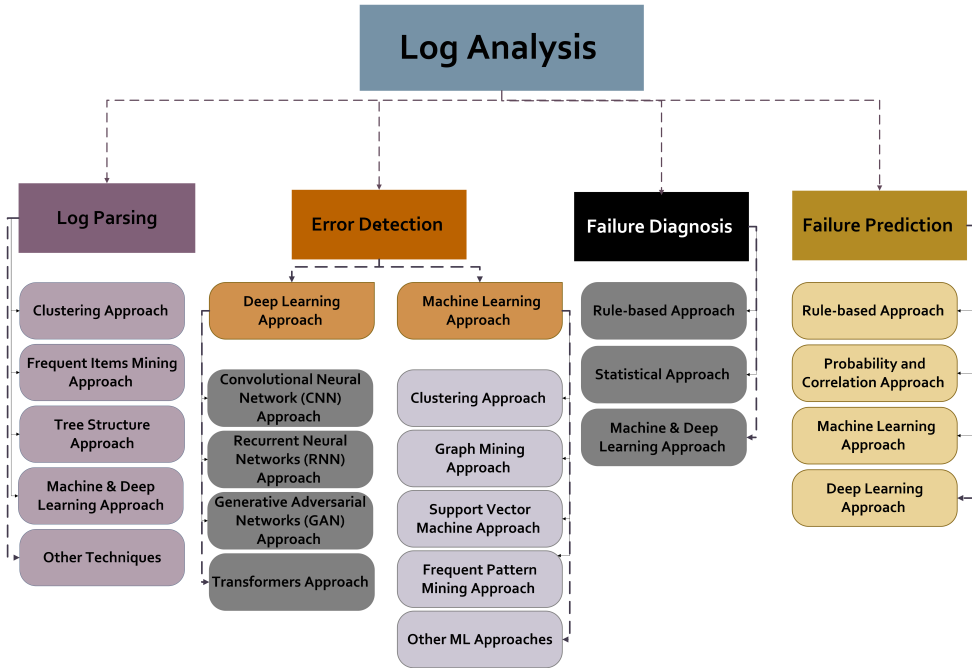 Log Analysis
Log Parsing
Error Detection
Failure Diagnosis
Failure Prediction
Clustering Approach
Frequent Items Mining
Approach
Tree Structure
Approach
Machine & Deep
Learning Approach
Other Techniques
Deep Learning
Approach
Convolutional Neural
Network (CNN)
Approach
Recurrent Neural
Networks (RNN)
Approach
Generative Adversarial
Networks (GAN)
Approach
Transformers Approach
Machine Learning
Approach
Clustering Approach
Graph Mining
Approach
Support Vector
Machine Approach
Frequent Pattern
Mining Approach
Other ML Approaches
Rule-based Approach
Statistical Approach
Machine & Deep
Learning Approach
Rule-based Approach
Probability and
Correlation Approach
Machine Learning
Approach
Deep Learning
Approach